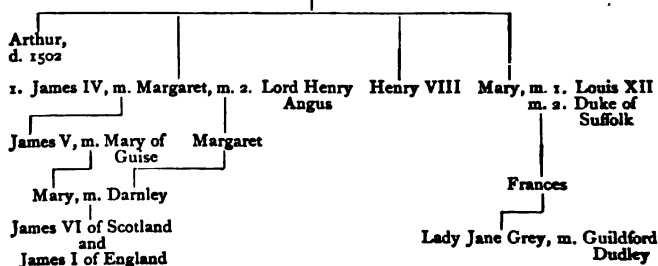 Arthur,
d. 1502
1. James IV, m. Margaret, m. 2. Lord Henry Angus
Henry VIII
Mary, m. 1. Louis XII
m. 2. Duke of Suffolk
James V, m. Mary of Guise
Margaret
Mary, m. Darnley
Frances
James VI of Scotland
and
James I of England
Lady Jane Grey, m. Guildford Dudley